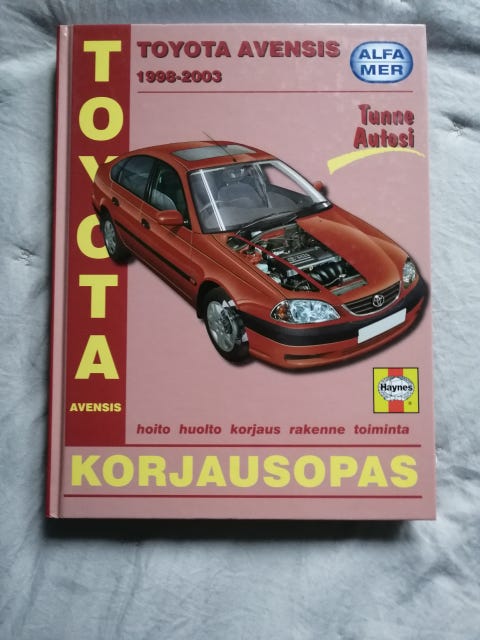 TOYOTA
AVENSIS
TOYOTA AVENSIS
1998-2003
ALFA
MER
Tunne
Autosi
Haynes
hoito huolto korjaus rakenne toiminta
KORJAUSOPAS